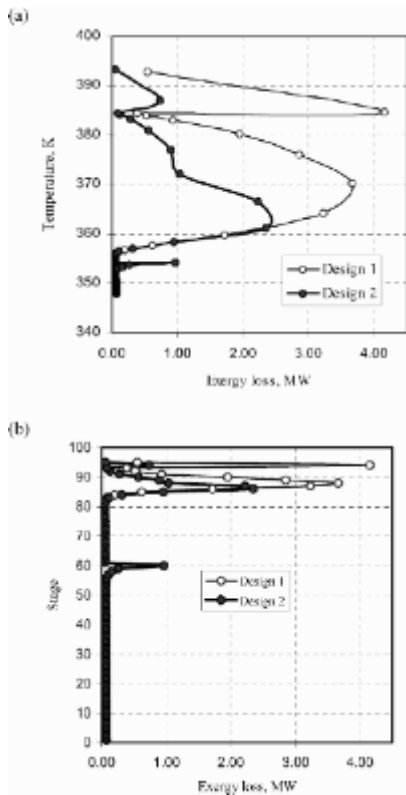 (a)
400
390
380
370
360
350
340
Temperature, K
0.00 1.00 2.00 3.00 4.00
Exergy loss, MW
Design 1
Design 2
(b)
100
90
80
70
60
50
40
30
20
10
0
Stage
0.00 1.00 2.00 3.00 4.00
Exergy loss, MW
Design 1
Design 2